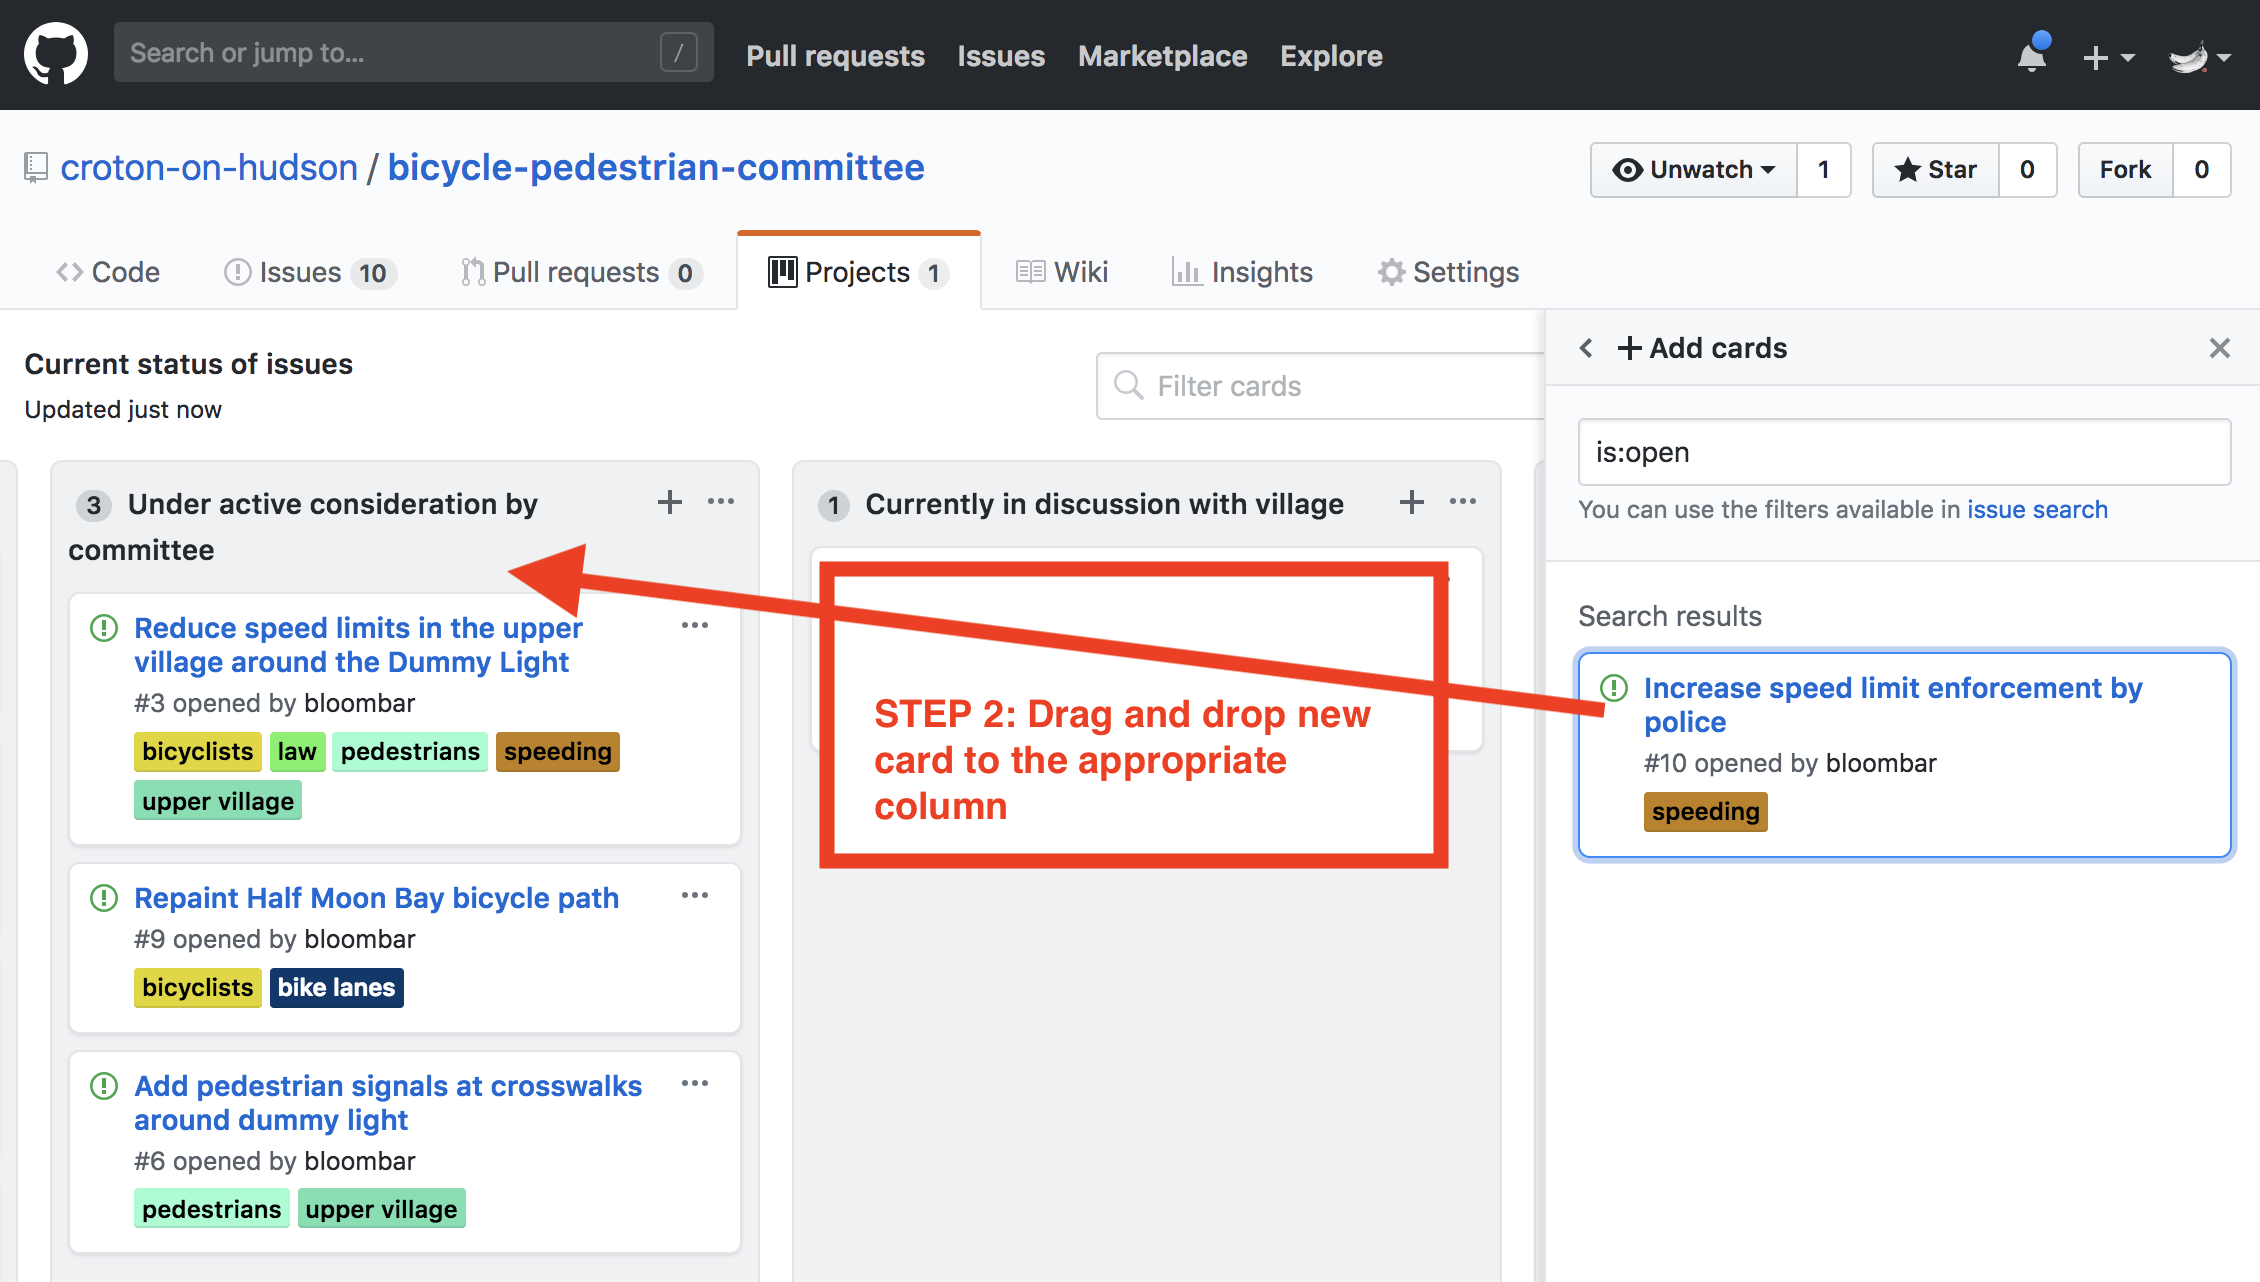 Search or jump to...
/
Pull requests
Issues
Marketplace
Explore
croton-on-hudson / bicycle-pedestrian-committee
Unwatch
1
Star
0
Fork
0
Code
Issues 10
Pull requests 0
Projects 1
Wiki
Insights
Settings
Current status of issues
Updated just now
Filter cards
3 Under active consideration by
committee
Reduce speed limits in the upper
village around the Dummy Light
#3 opened by bloombar
bicyclists law pedestrians speeding
upper village
Repaint Half Moon Bay bicycle path
#9 opened by bloombar
bicyclists bike lanes
Add pedestrian signals at crosswalks
around dummy light
#6 opened by bloombar
pedestrians upper village
1 Currently in discussion with village
STEP 2: Drag and drop new
card to the appropriate
column
Add cards
is:open
You can use the filters available in issue search
Search results
Increase speed limit enforcement by
police
#10 opened by bloombar
speeding